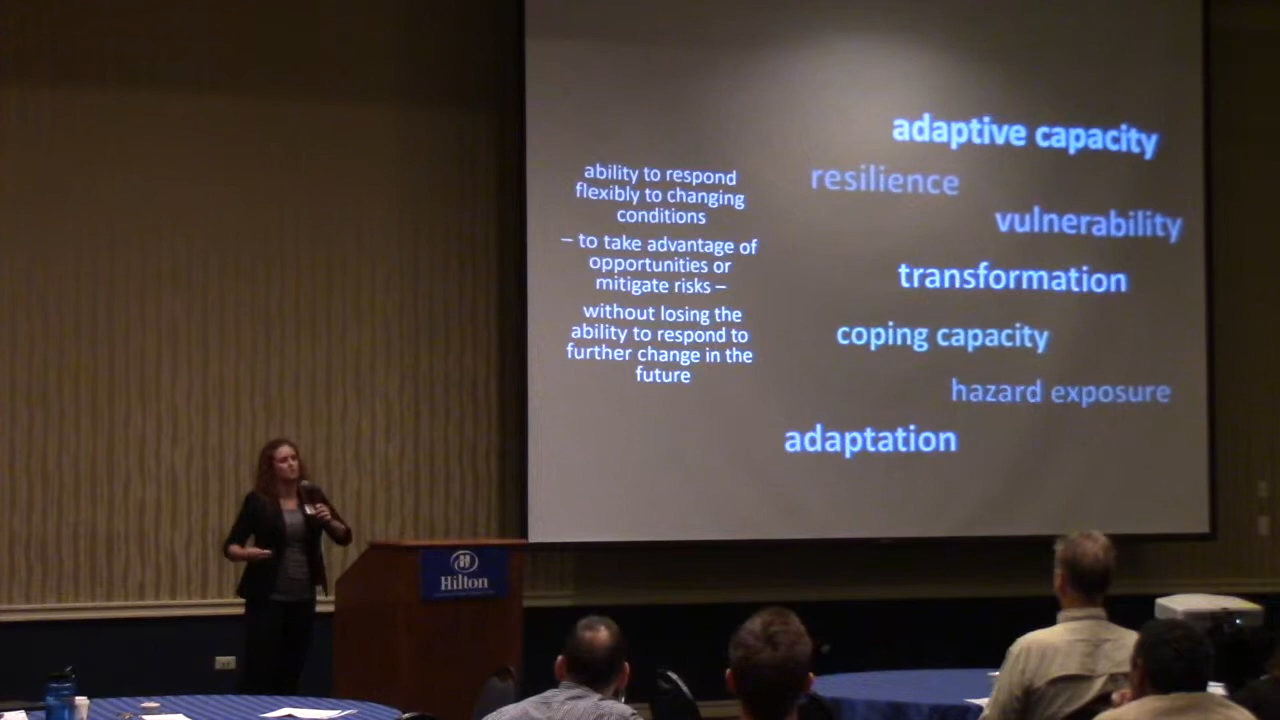 ability to respond
flexibly to changing
conditions
– to take advantage of
opportunities or
mitigate risks –
without losing the
ability to respond to
further change in the
future
adaptive capacity
resilience
vulnerability
transformation
coping capacity
hazard exposure
adaptation
Hilton